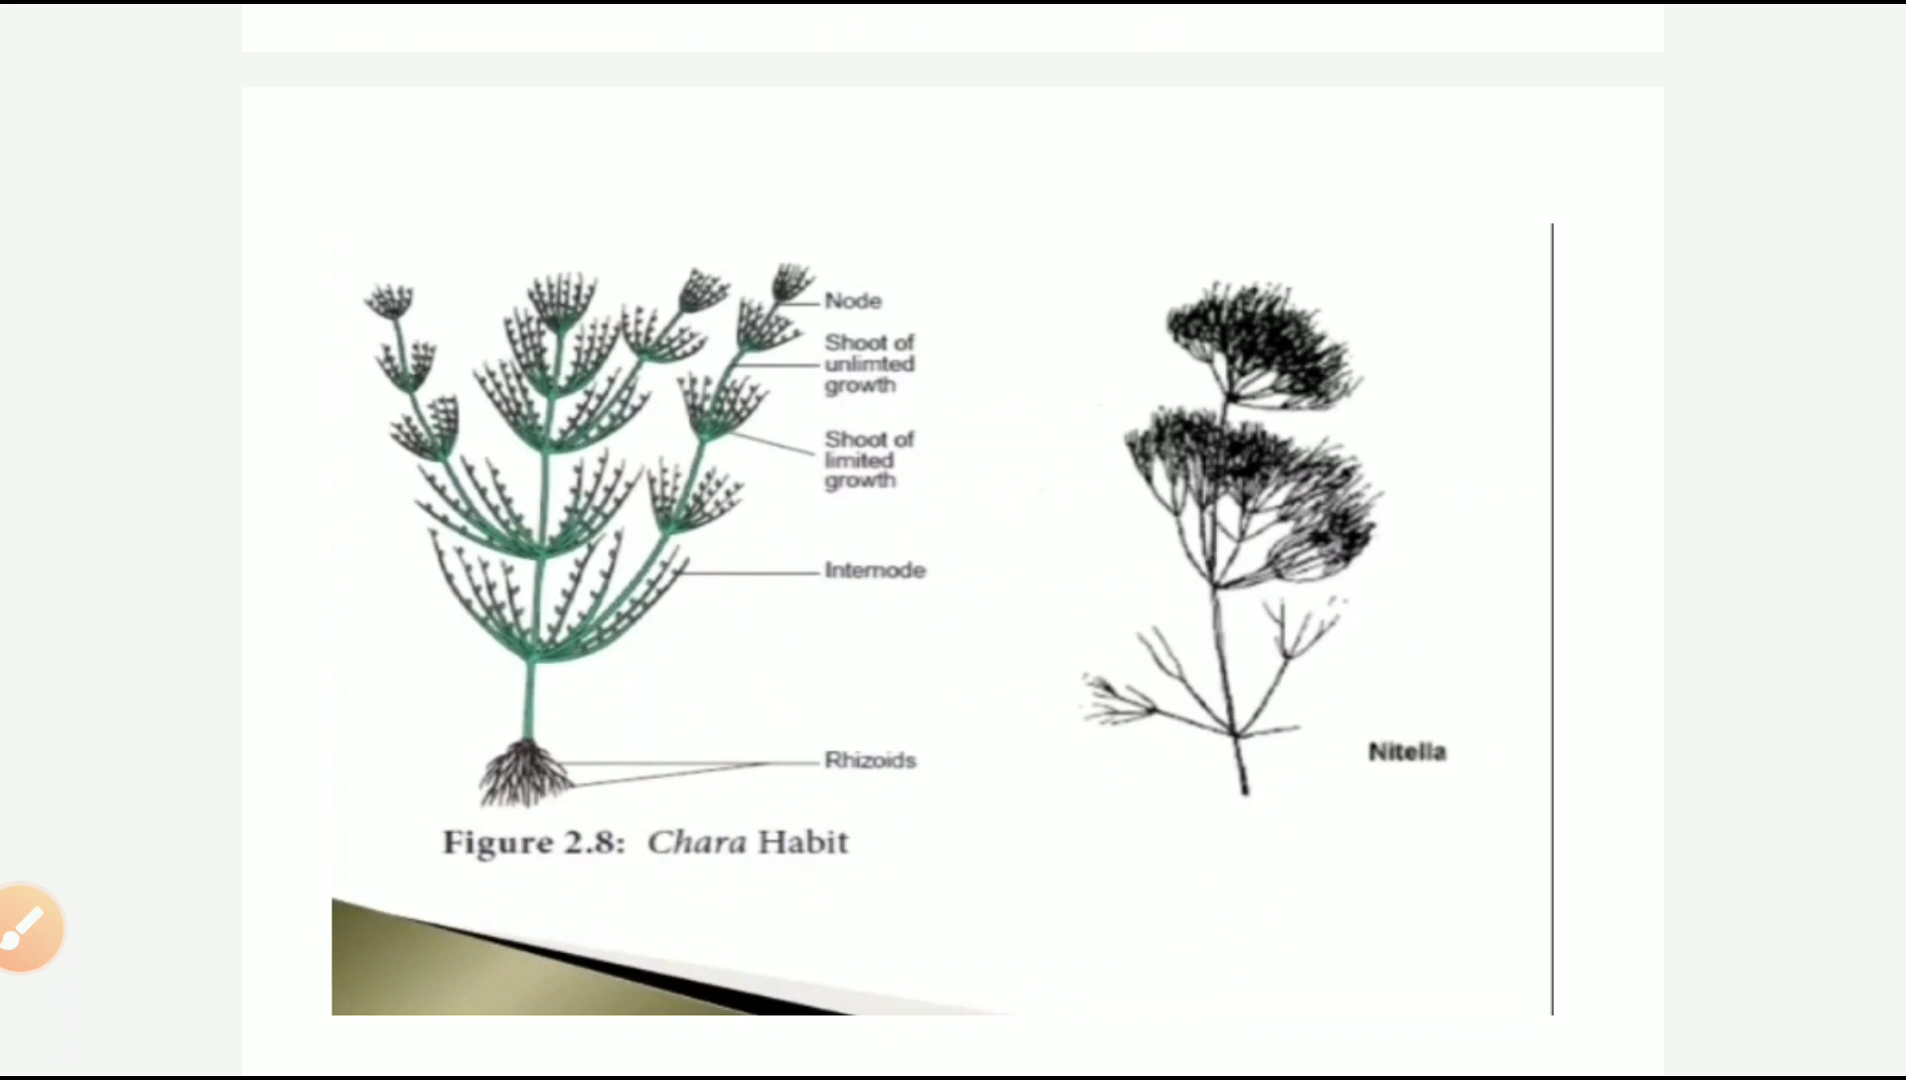 Node
Shoot of
unlimted
growth
Shoot of
limited
growth
Internode
Rhizoids
Figure 2.8: Chara Habit
Nitella